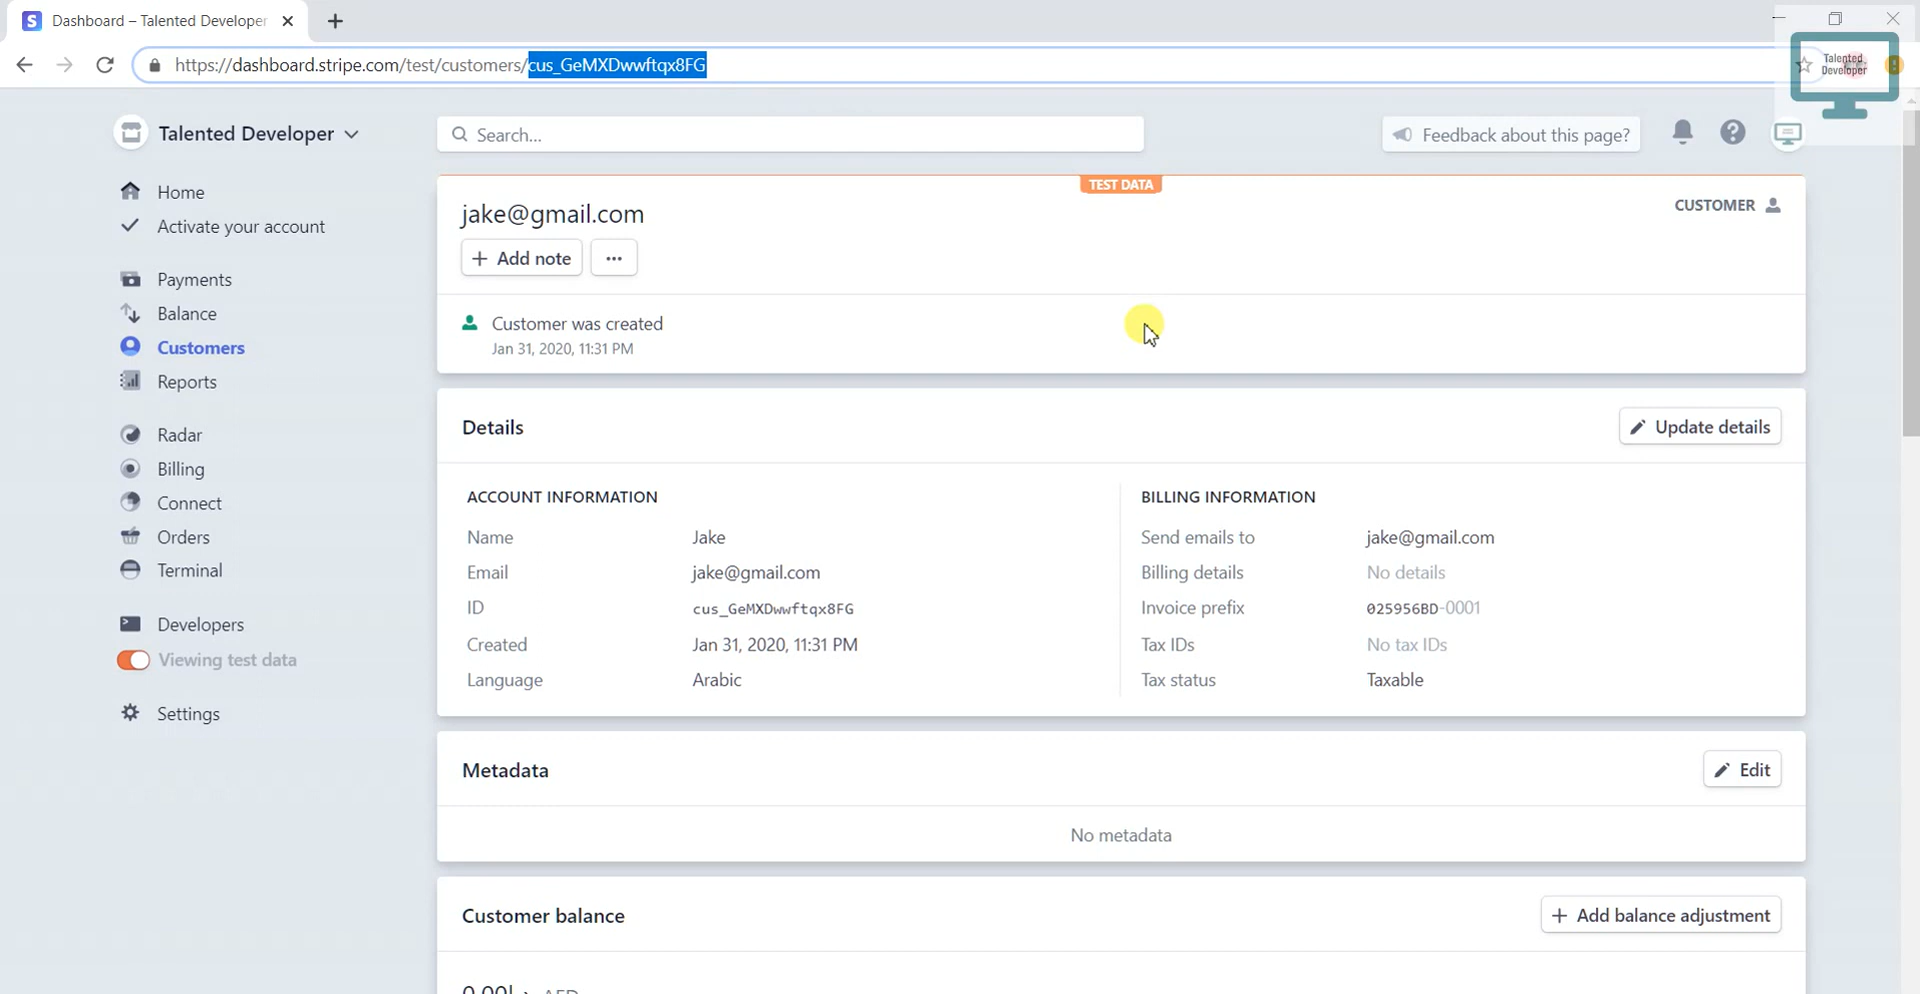 Dashboard – Talented Developer
https://dashboard.stripe.com/test/customers/cus_GeMXDwwftqx8FG
Talented
Developer
Talented Developer
Search...
Feedback about this page?
Home
Activate your account
Payments
Balance
Customers
Reports
Radar
Billing
Connect
Orders
Terminal
Developers
Viewing test data
Settings
TEST DATA
jake@gmail.com
CUSTOMER
Add note
Customer was created
Jan 31, 2020, 11:31 PM
Details
Update details
ACCOUNT INFORMATION
Name Jake
Email jake@gmail.com
ID cus_GeMXDwwftqx8FG
Created Jan 31, 2020, 11:31 PM
Language Arabic
BILLING INFORMATION
Send emails to jake@gmail.com
Billing details No details
Invoice prefix 025956BD-0001
Tax IDs No tax IDs
Tax status Taxable
Metadata
Edit
No metadata
Customer balance
Add balance adjustment